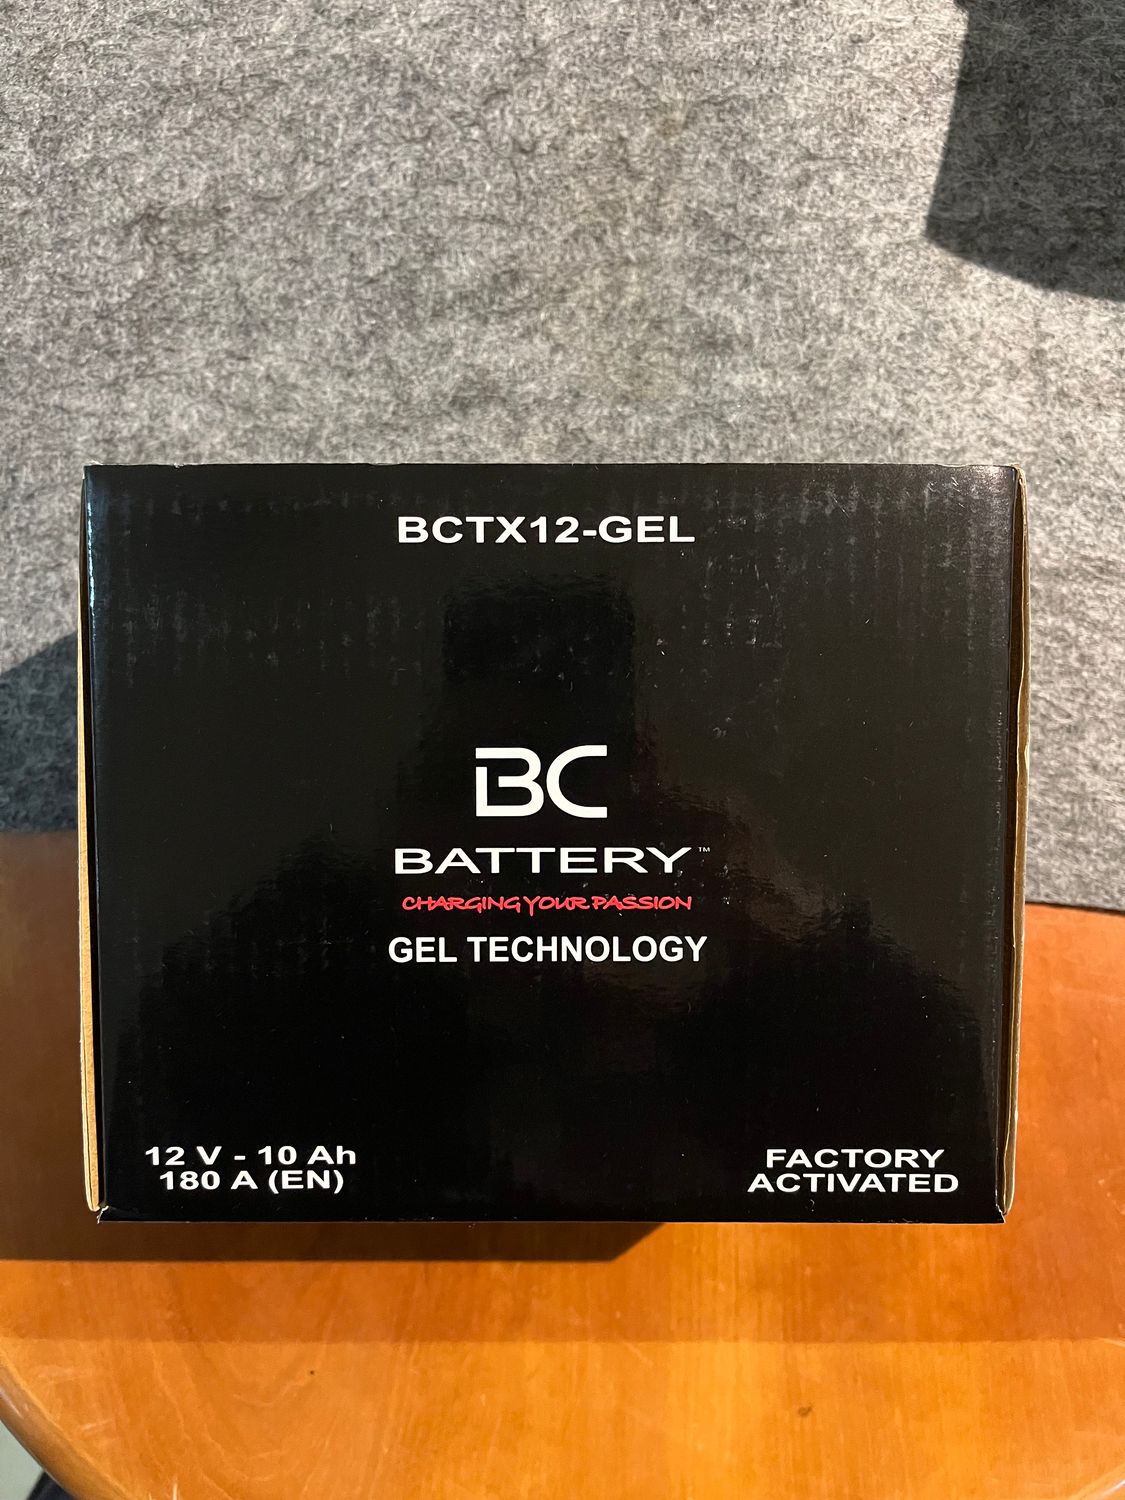 BCTX12-GEL
BC
BATTERY™
CHARGING YOUR PASSION
GEL TECHNOLOGY
12 V - 10 Ah
180 A (EN)
FACTORY
ACTIVATED